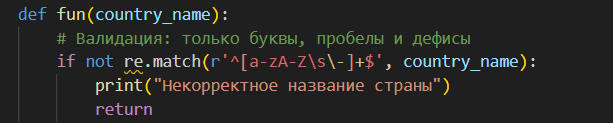 def fun(country_name):
# Валидация: только буквы, пробелы и дефисы
if not re.match(r'^[a-zA-Z\s\-]+$', country_name):
print("Некорректное название страны")
return